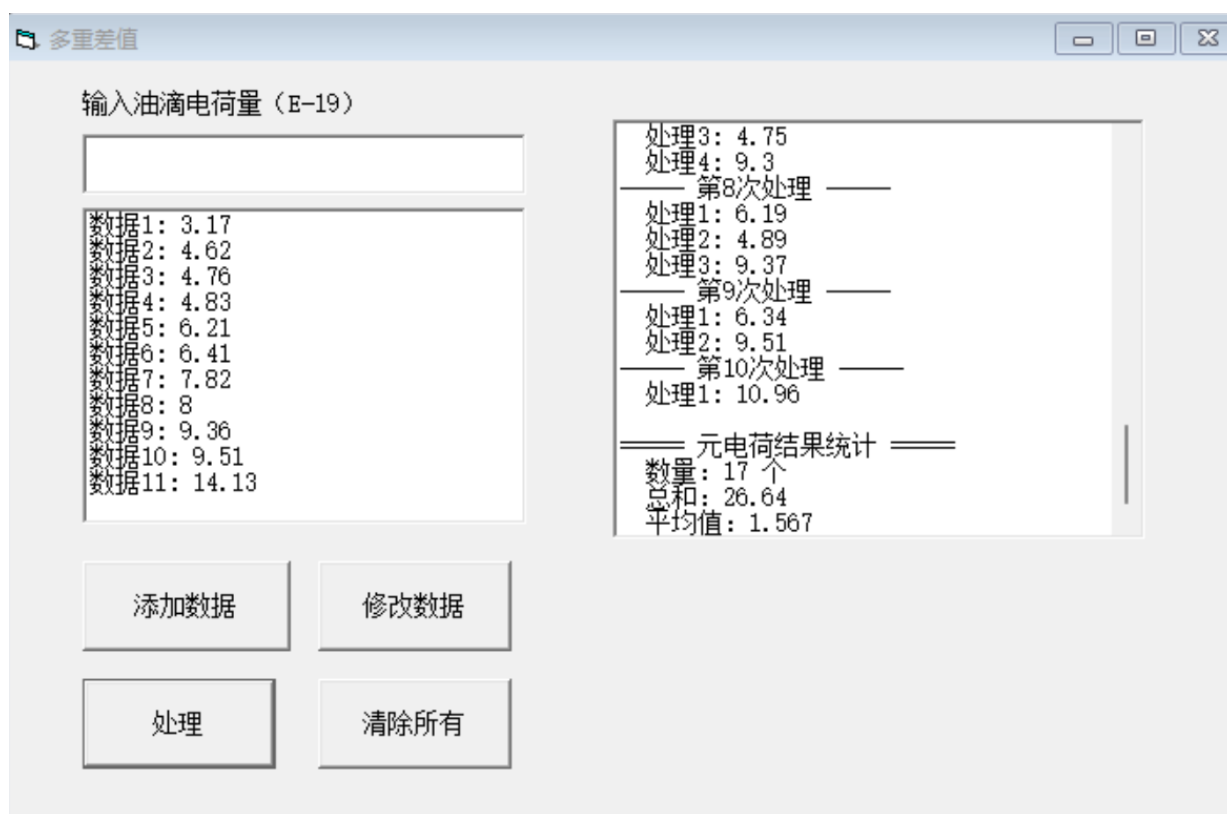 多重差值
输入油滴电荷量（E-19）
数据1: 3.17
数据2: 4.62
数据3: 4.76
数据4: 4.83
数据5: 6.21
数据6: 6.41
数据7: 7.82
数据8: 8
数据9: 9.36
数据10: 9.51
数据11: 14.13
添加数据
修改数据
处理
清除所有
处理3: 4.75
处理4: 9.3
—— 第8次处理 ——
处理1: 6.19
处理2: 4.89
处理3: 9.37
—— 第9次处理 ——
处理1: 6.34
处理2: 9.51
—— 第10次处理 ——
处理1: 10.96
═══ 元电荷结果统计 ═══
数量: 17 个
总和: 26.64
平均值: 1.567